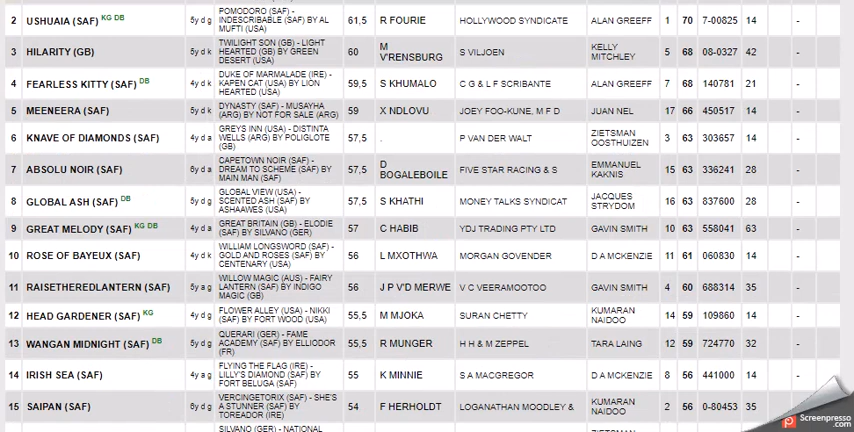 POMODORO (SAF) -
2 USHUAIA (SAF) KG DB 5y d g INDESCRIBABLE (SAF) BY AL 61,5 R FOURIE HOLLYWOOD SYNDICATE ALAN GREEFF 1 70 7-00825 14 -
MUFTI (USA)
TWILIGHT SON (GB) - LIGHT
3 HILARITY (GB) 5y d k HEARTED (GB) BY GREEN 60 M V'RENSBURG S VILJOEN KELLY MITCHLEY 5 68 08-0327 42 -
DESERT (USA)
DUKE OF MARMALADE (IRE) -
4 FEARLESS KITTY (SAF) DB 4y d k KAPEN CAT (USA) BY LION 59,5 S KHUMALO C G & L F SCRIBANTE ALAN GREEFF 7 68 140781 21 -
HEARTED (USA)
5 MEENEERA (SAF) 5y d k DYNASTY (SAF) - MUSAYHA 59 X NDLOVU JOEY FOO-KUNE, M F D JUAN NEL 17 66 450517 14 -
(ARG) BY NOT FOR SALE (ARG)
GREYS INN (USA) - DISTINTA
6 KNAVE OF DIAMONDS (SAF) 4y d a WELLS (ARG) BY POLIGLOTE 57,5 . P VAN DER WALT ZIETSMAN OOSTHUIZEN 3 63 303657 14 -
(GB)
CAPETOWN NOIR (SAF) -
7 ABSOLU NOIR (SAF) 6y d a DREAM TO SCHEME (SAF) BY 57,5 D BOGALEBOILE FIVE STAR RACING & S EMMANUEL KAKNIS 15 63 336241 28 -
MAIN MAN (SAF)
GLOBAL VIEW (USA) -
8 GLOBAL ASH (SAF) DB 5y d g SCENTED ASH (SAF) BY 57,5 S KHATHI MONEY TALKS SYNDICAT JACQUES STRYDOM 16 63 837600 28 -
ASHAAWES (USA)
9 GREAT MELODY (SAF) KG DB 4y d a GREAT BRITAIN (GB) - ELODIE 57 C HABIB YDJ TRADING PTY LTD GAVIN SMITH 10 63 558041 63 -
(SAF) BY SILVANO (GER)
WILLIAM LONGSWORD (SAF) -
10 ROSE OF BAYEUX (SAF) 4y d k GOLD AND ROSES (SAF) BY 56 L MXOTHWA MORGAN GOVENDER D A MCKENZIE 11 61 060830 14 -
CENTENARY (USA)
WILLOW MAGIC (AUS) - FAIRY
11 RAISETHEREDLANTERN (SAF) 5y a g LANTERN (SAF) BY INDIGO 56 J P V'D MERWE V C VEERAMOOTOO GAVIN SMITH 4 60 688314 35 -
MAGIC (GB)
12 HEAD GARDENER (SAF) KG 4y d g FLOWER ALLEY (USA) - NIKKI 55,5 M MJOKA SURAN CHETTY KUMARAN NAIDOO 14 59 109860 14 -
(SAF) BY FORT WOOD (USA)
QUERARI (GER) - FAME
13 WANGAN MIDNIGHT (SAF) DB 5y d g ACADEMY (SAF) BY ELLIODOR 55,5 R MUNGER H H & M ZEPPEL TARA LAING 12 59 724770 32 -
(FR)
FLYING THE FLAG (IRE) -
14 IRISH SEA (SAF) 4y a g LILLY'S DIAMOND (SAF) BY 55 K MINNIE S A MACGREGOR D A MCKENZIE 8 56 441000 14 -
FORT BELUGA (SAF)
VERCINGETORIX (SAF) - SHE'S
15 SAIPAN (SAF) 6y d g A STUNNER (SAF) BY 54 F HERHOLDT LOGANATHAN MOODLEY & KUMARAN NAIDOO 2 56 0-80453 35 -
TOREADOR (IRE)
SILVANO (GER) - NATIONAL ZIETSMAN
Screenpresso.com